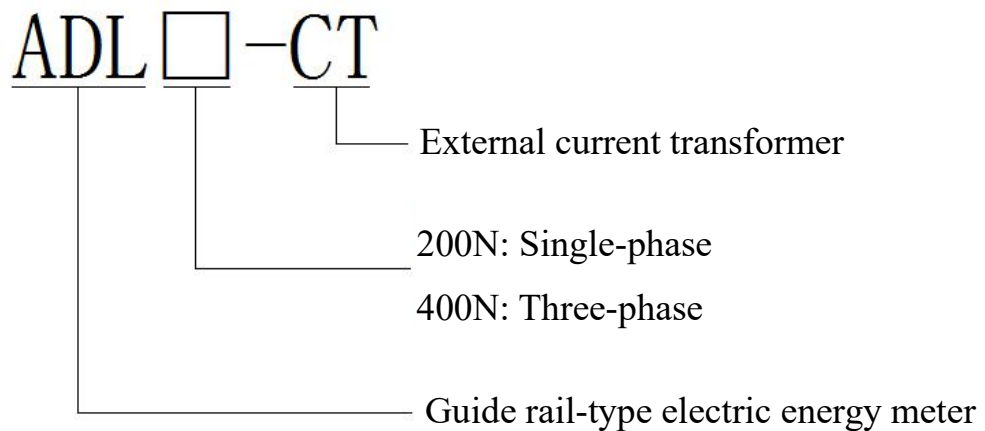 ADL□-CT
External current transformer
200N: Single-phase
400N: Three-phase
Guide rail-type electric energy meter